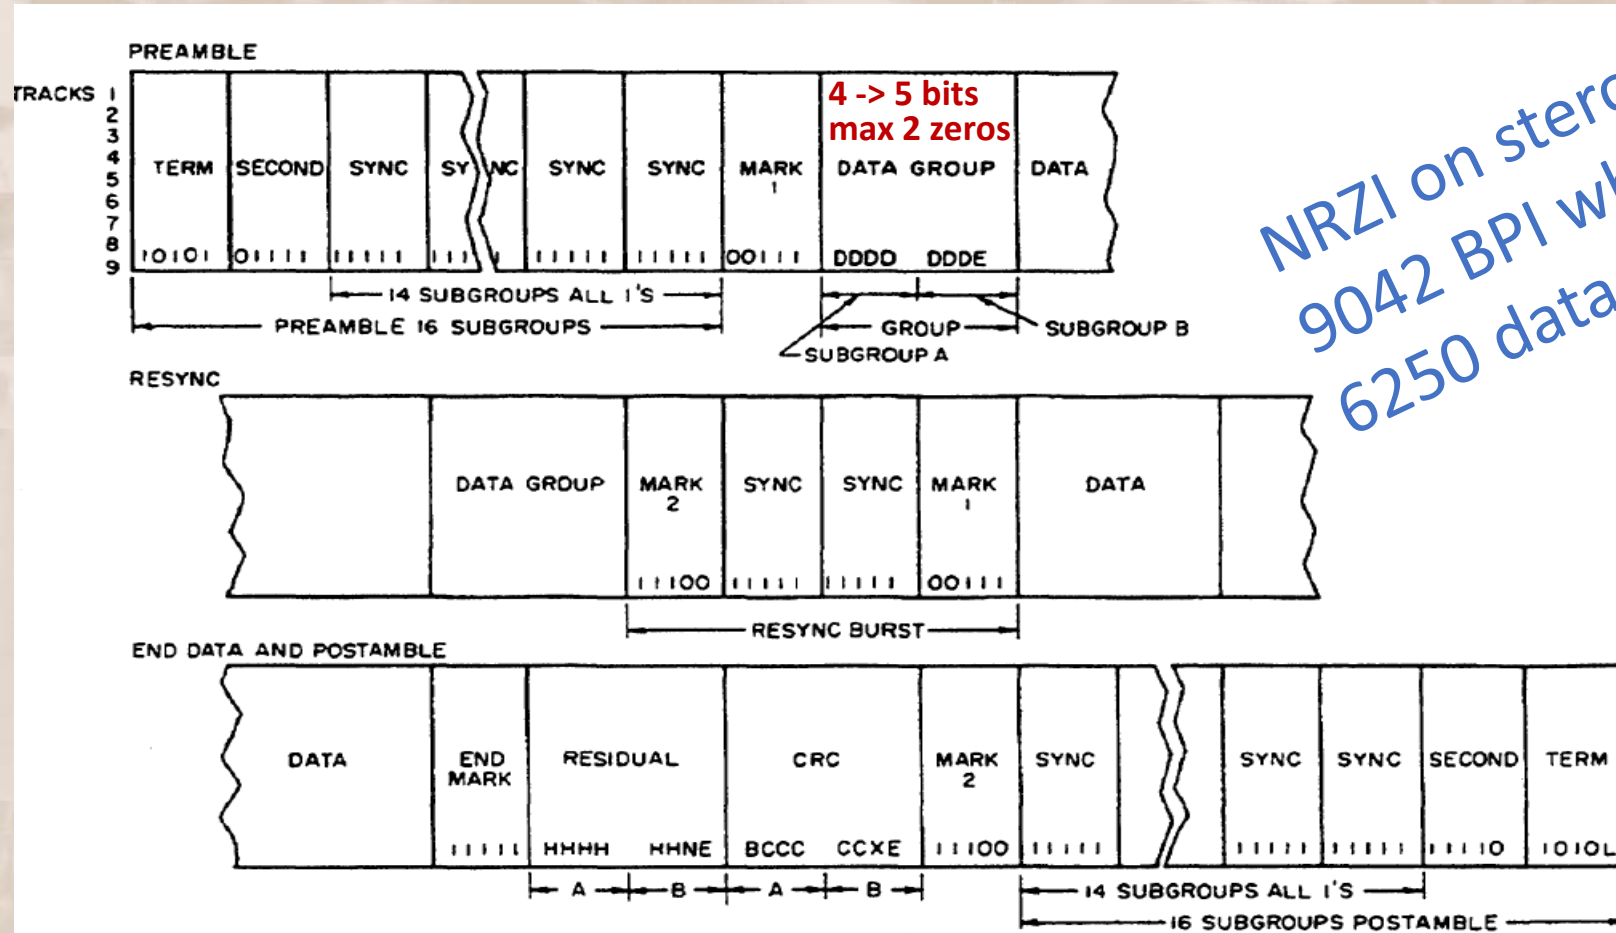 PREAMBLE
TRACKS 1
2
3
4
5
6
7
8
9
4 -> 5 bits
max 2 zeros
TERM SECOND SYNC SY NC SYNC SYNC MARK 1 DATA GROUP DATA
10101 01111 11111 111 1 11111 11111 00111 DDDD DDDE
14 SUBGROUPS ALL 1'S
PREAMBLE 16 SUBGROUPS
GROUP
SUBGROUP A
SUBGROUP B
NRZI on
9042 BPI
6250 data
RESYNC
DATA GROUP MARK 2 SYNC SYNC MARK 1 DATA
11100 11111 11111 00111
RESYNC BURST
END DATA AND POSTAMBLE
DATA END MARK RESIDUAL CRC MARK 2 SYNC SYNC SYNC SECOND TERM
11111 HHHH HHNE BCCC CCXE 11100 11111 11111 11111 11110 1010L
A B A B
14 SUBGROUPS ALL 1'S
16 SUBGROUPS POSTAMBLE